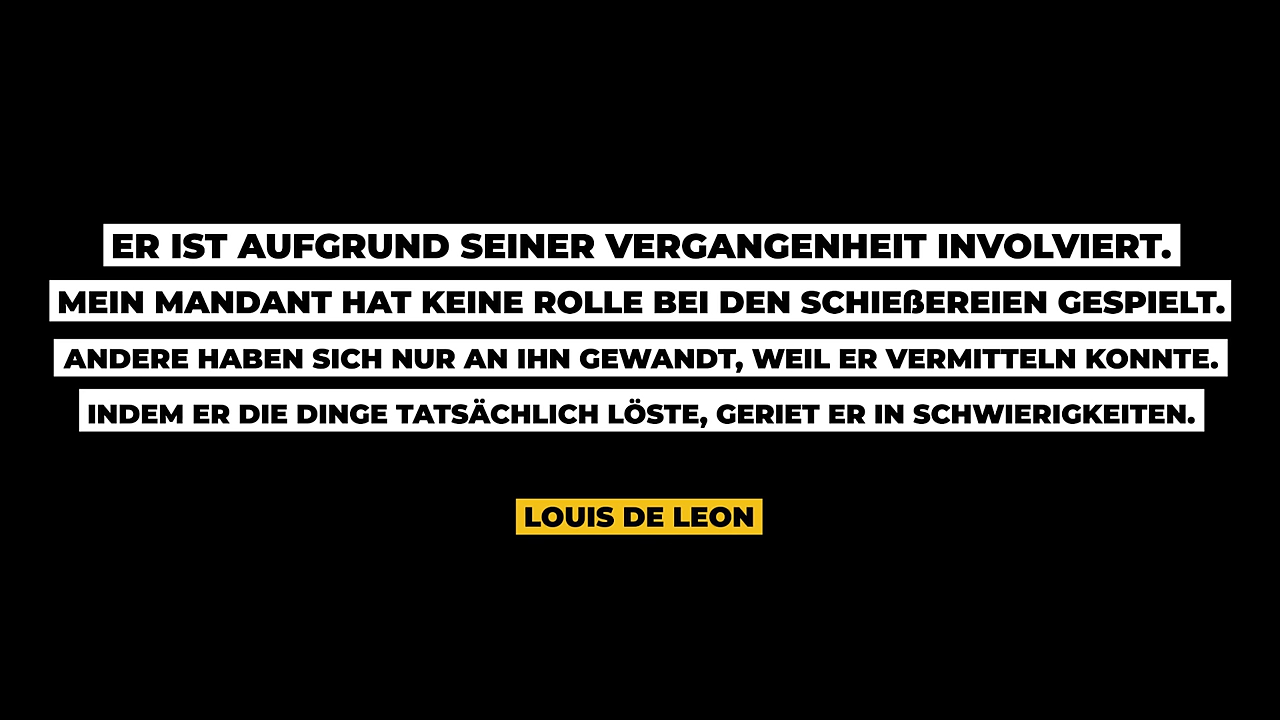 ER IST AUFGRUND SEINER VERGANGENHEIT INVOLVIERT.
MEIN MANDANT HAT KEINE ROLLE BEI DEN SCHIEßEREIEN GESPIELT.
ANDERE HABEN SICH NUR AN IHN GEWANDT, WEIL ER VERMITTELN KONNTE.
INDEM ER DIE DINGE TATSÄCHLICH LÖSTE, GERIET ER IN SCHWIERIGKEITEN.
LOUIS DE LEON